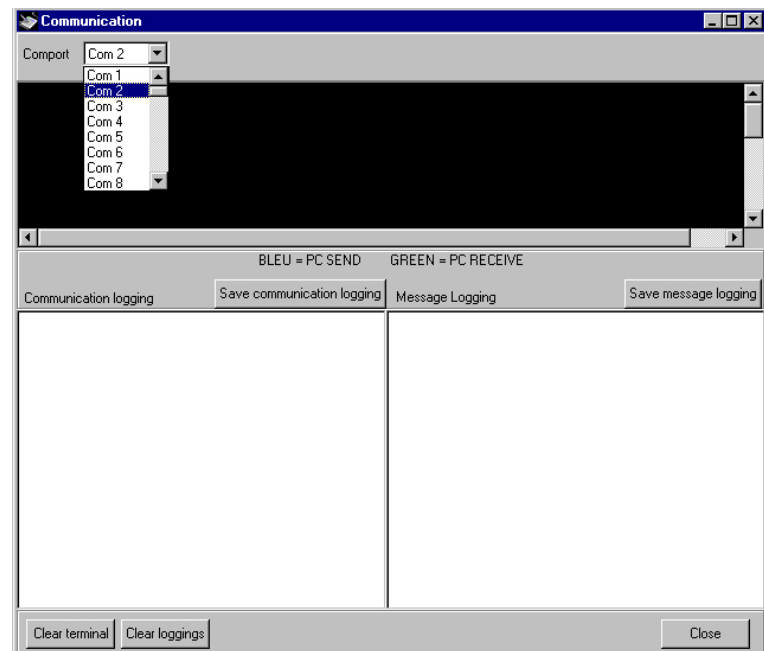 Communication
Comport Com 2
Com 1
Com 2
Com 3
Com 4
Com 5
Com 6
Com 7
Com 8
BLEU = PC SEND GREEN = PC RECEIVE
Communication logging Save communication logging Message Logging Save message logging
Clear terminal Clear loggings Close